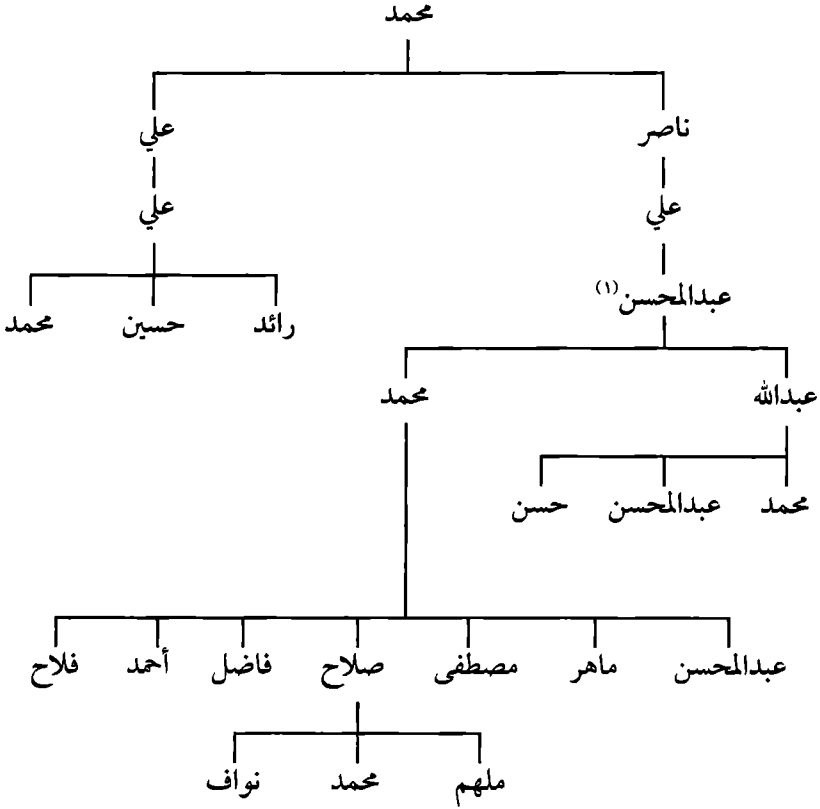 محمد
ناصر علي
علي علي
عبدالمحسن(١)
رائد حسين محمد
عبدالله محمد
محمد عبدالمحسن حسن
عبدالمحسن ماهر مصطفى صلاح فاضل أحمد فلاح
ملهم محمد نواف